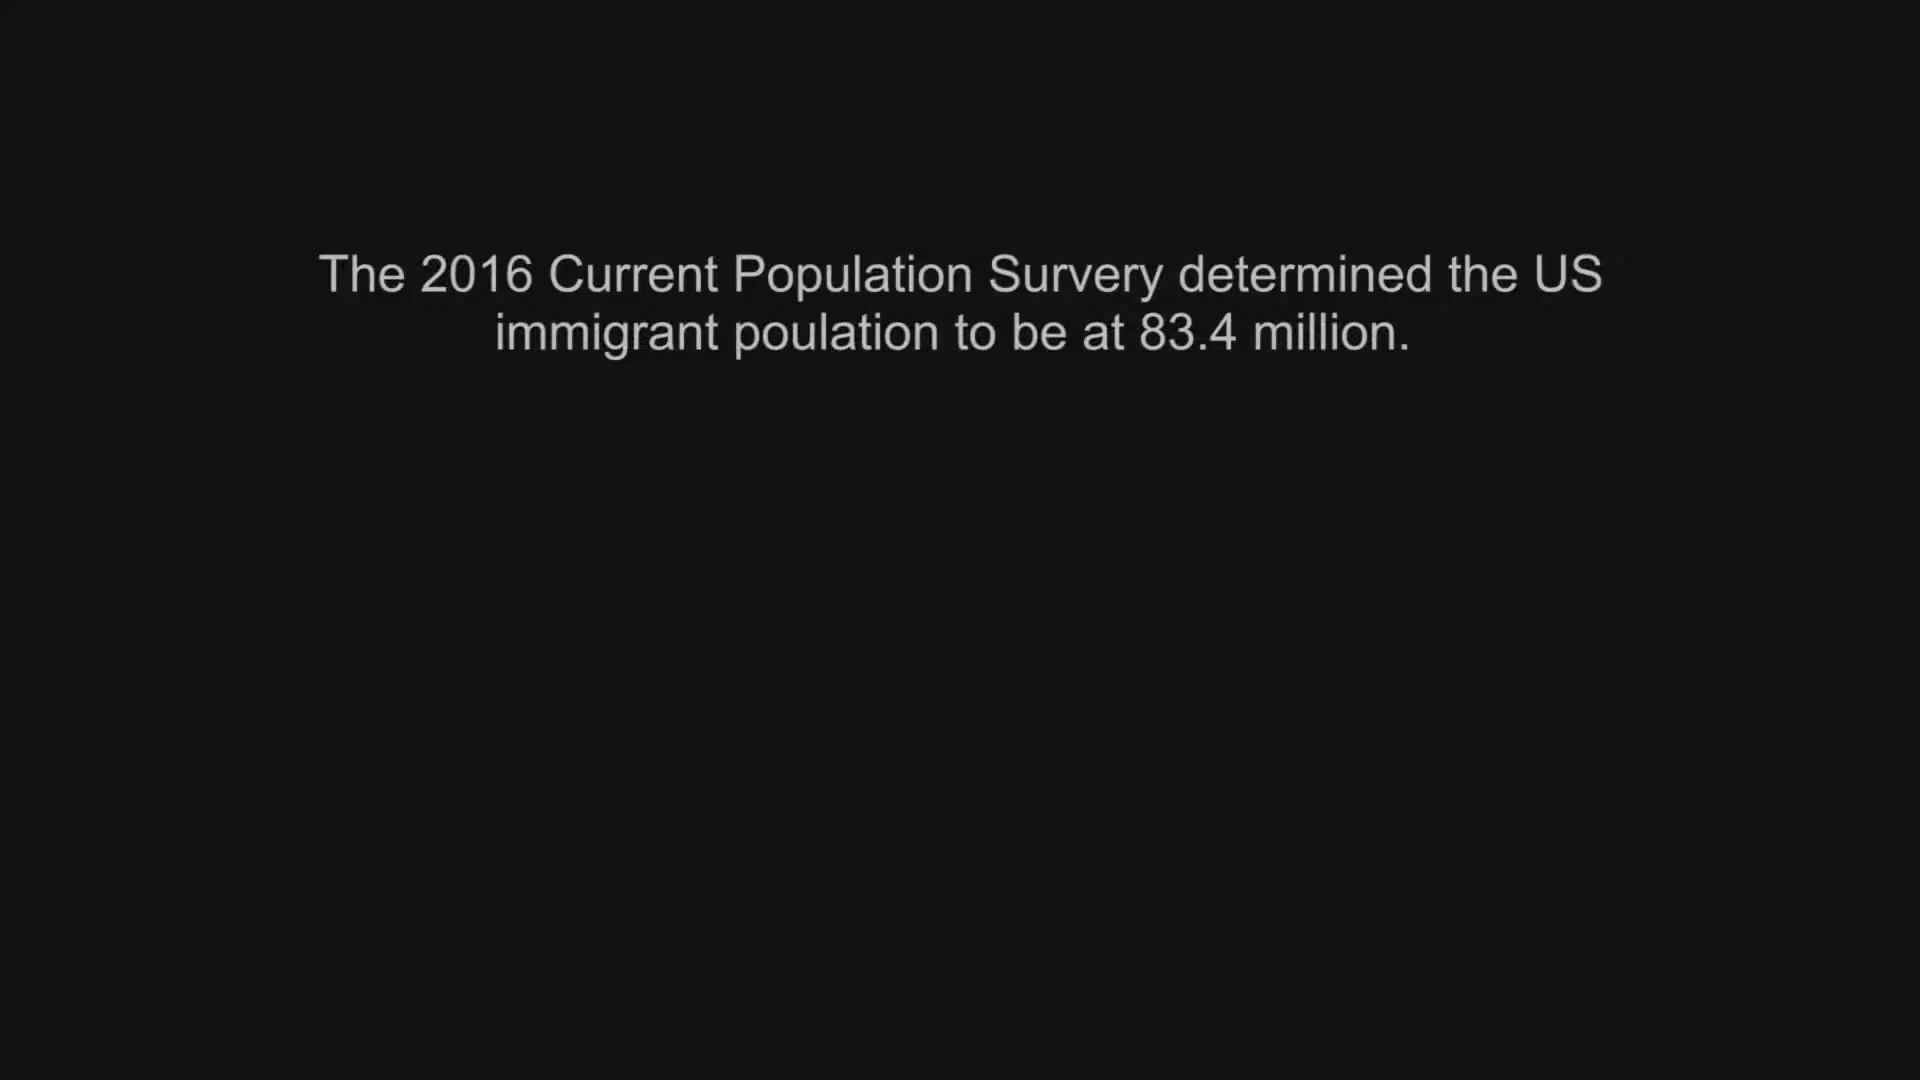 The 2016 Current Population Survery determined the US
immigrant poulation to be at 83.4 million.